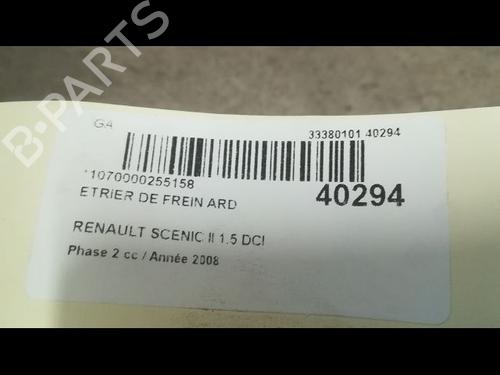 B-PARTS
GA
33380101 40294
*1070000255158
40294
ETRIER DE FREIN ARD
RENAULT SCENIC II 1.5 DCI
Phase 2 cc / Année 2008